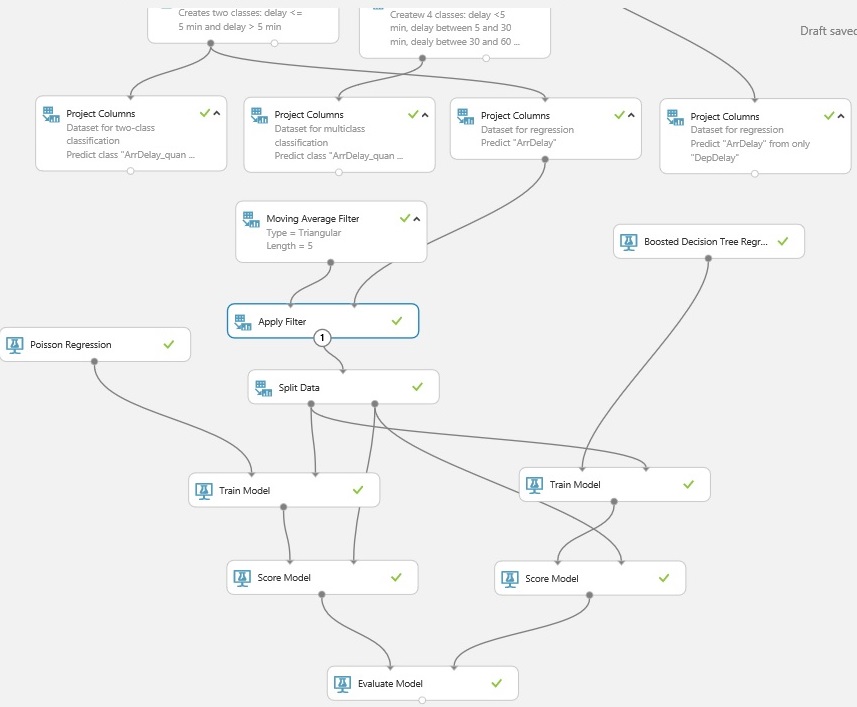 Creates two classes: delay <=
5 min and delay > 5 min
Createw 4 classes: delay <5
min, delay between 5 and 30
min, dealy betwee 30 and 60 ...
Draft saved
Project Columns
Dataset for two-class
classification
Predict class "ArrDelay_quan ...
Project Columns
Dataset for multiclass
classification
Predict class "ArrDelay_quan ...
Project Columns
Dataset for regression
Predict "ArrDelay"
Project Columns
Dataset for regression
Predict "ArrDelay" from only
"DepDelay"
Moving Average Filter
Type = Triangular
Length = 5
Boosted Decision Tree Regr...
Apply Filter
1
Poisson Regression
Split Data
Train Model
Train Model
Score Model
Score Model
Evaluate Model